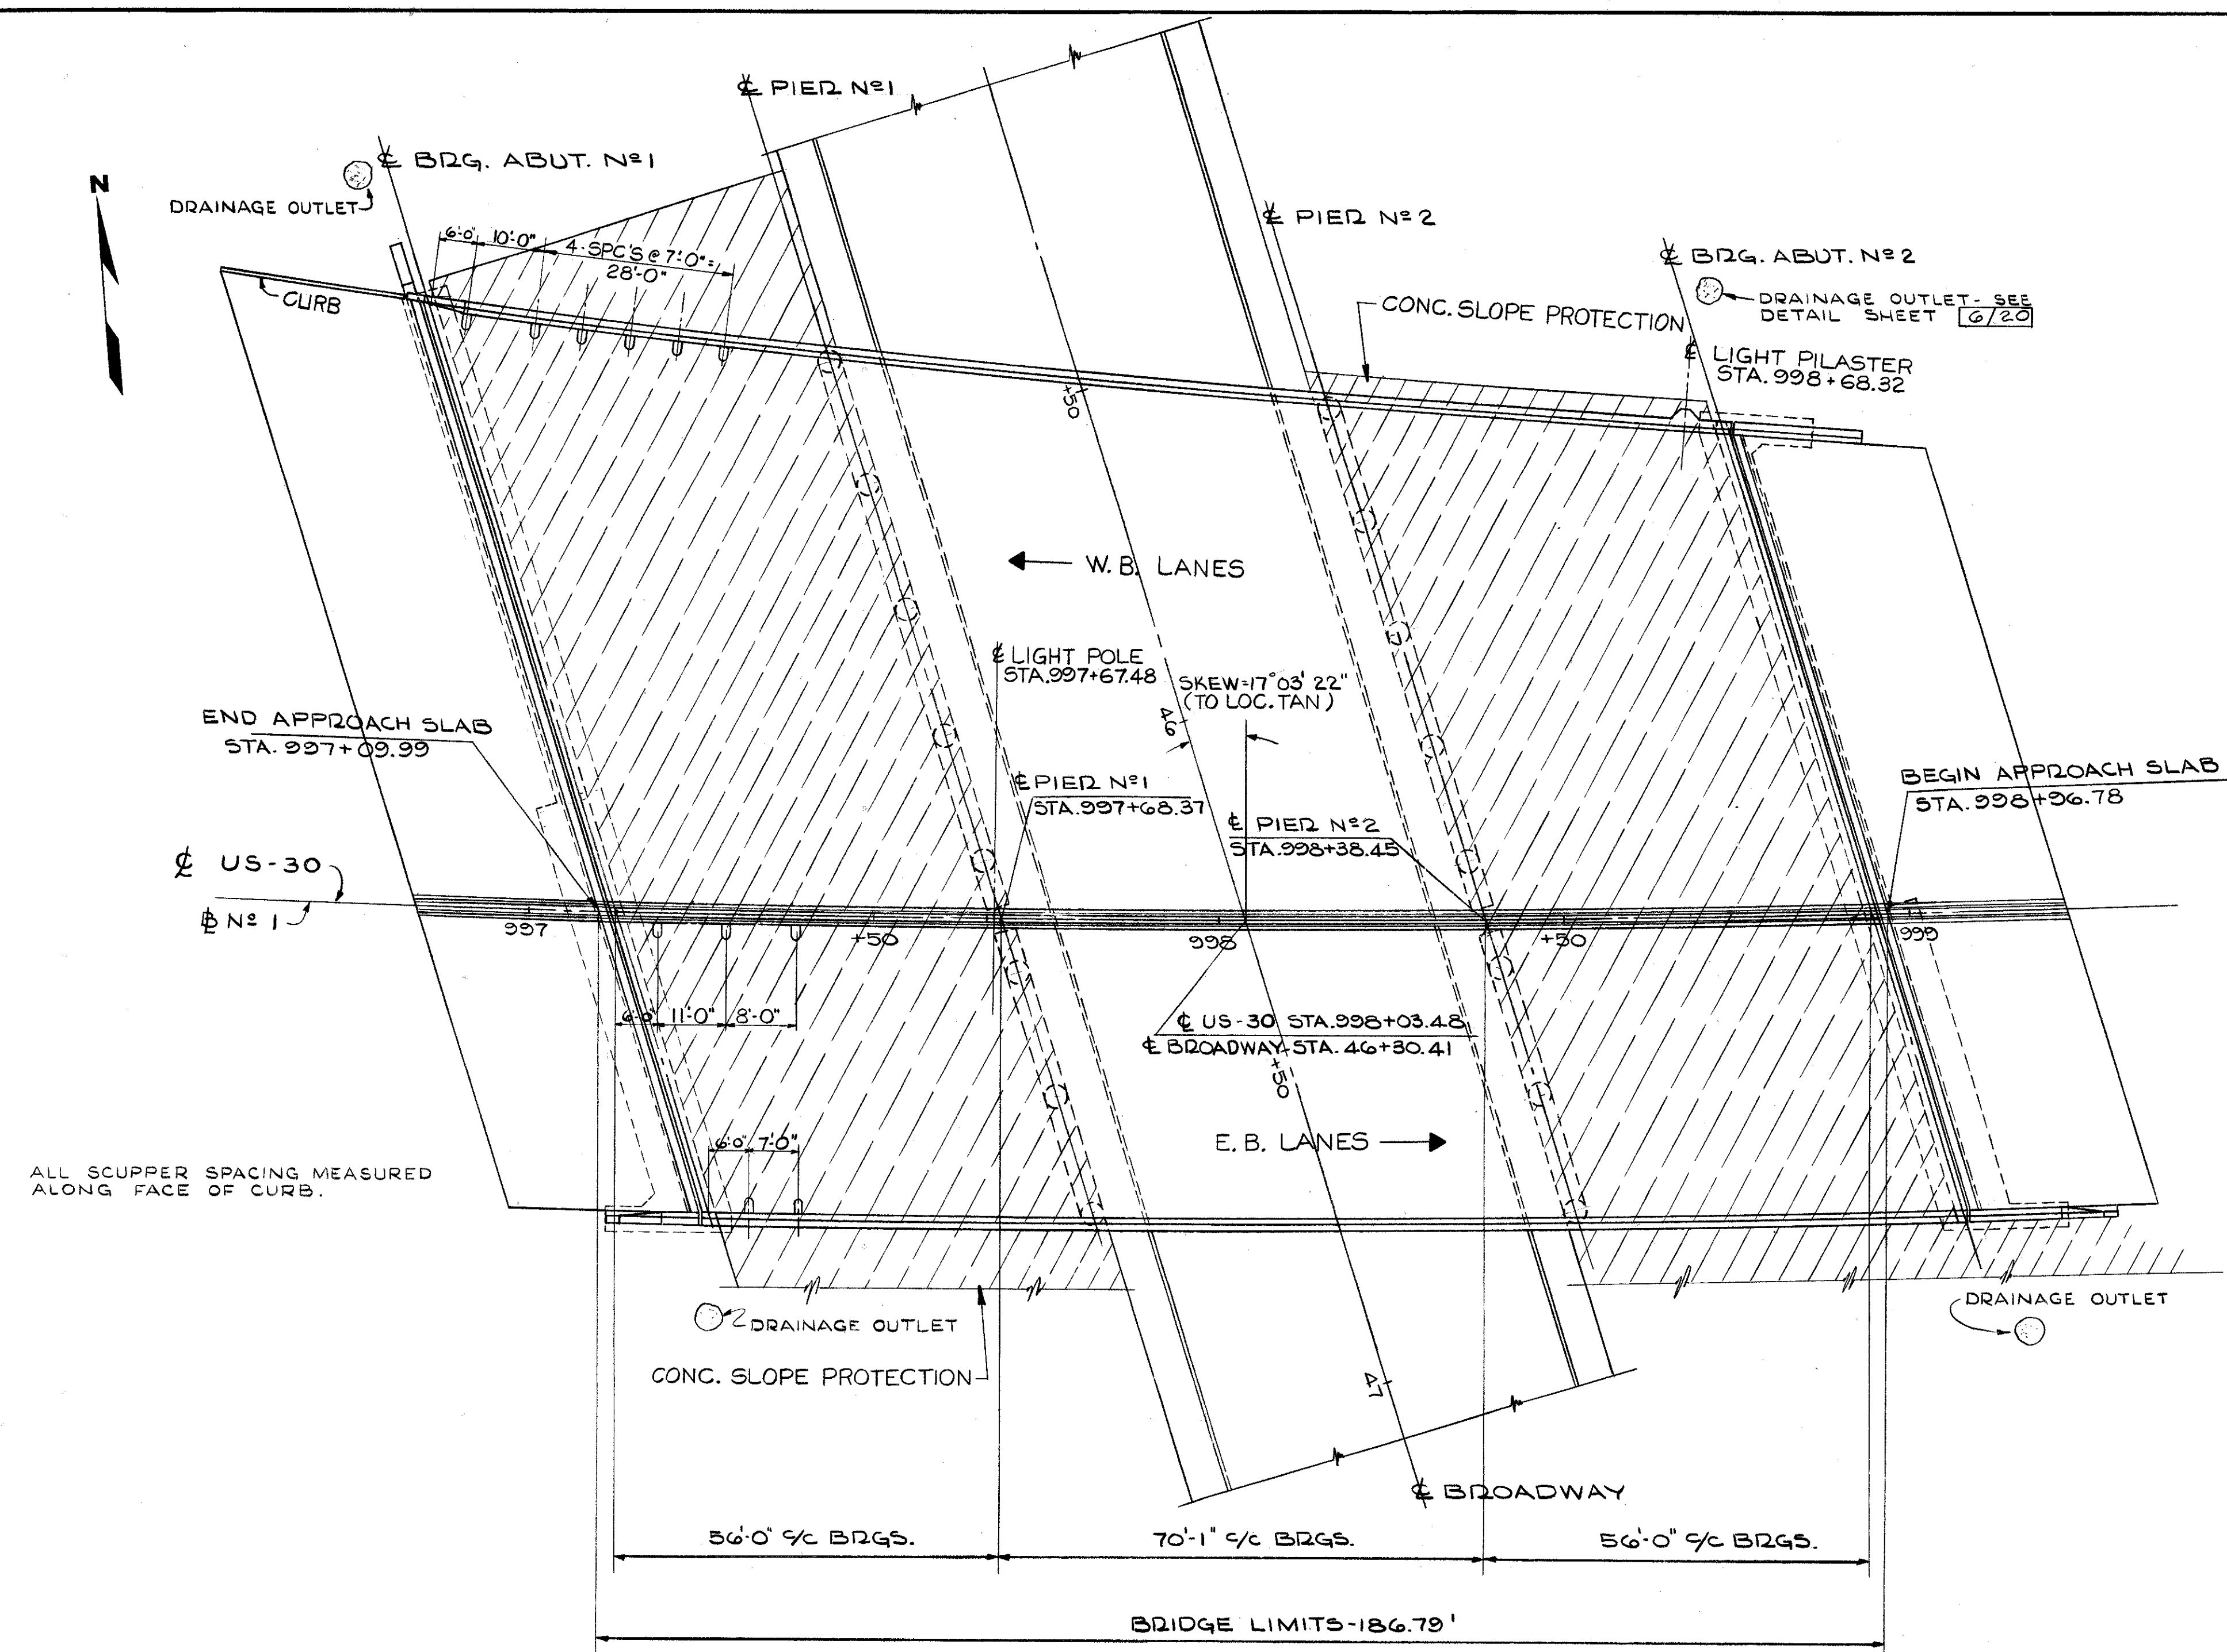 ℄ PIER Nº1
℄ BRG. ABUT. Nº1
N
DRAINAGE OUTLET
6'-0"
10'-0"
4-SPC'S @ 7'-0"=
28'-0"
CURB
℄ PIER Nº2
℄ BRG. ABUT. Nº2
DRAINAGE OUTLET- SEE
DETAIL SHEET 6/20
CONC. SLOPE PROTECTION
℄ LIGHT PILASTER
STA. 998+68.32
+50
W.B. LANES
℄ LIGHT POLE
STA. 997+67.48
SKEW=17°03'22"
(TO LOC. TAN)
46
END APPROACH SLAB
STA. 997+09.99
℄ PIER Nº1
STA. 997+68.37
℄ PIER Nº2
STA. 998+38.45
BEGIN APPROACH SLAB
STA. 998+96.78
℄ US-30
℄ Nº 1
997
+50
998
+50
999
6'-0"
11'-0"
8'-0"
℄ US-30 STA. 998+03.48
℄ BROADWAY STA. 46+30.41
+50
E.B. LANES
6'-0"
7'-0"
ALL SCUPPER SPACING MEASURED
ALONG FACE OF CURB.
DRAINAGE OUTLET
DRAINAGE OUTLET
CONC. SLOPE PROTECTION
47
℄ BROADWAY
56'-0" C/C BRGS.
70'-1" C/C BRGS.
56'-0" C/C BRGS.
BRIDGE LIMITS-186.79'